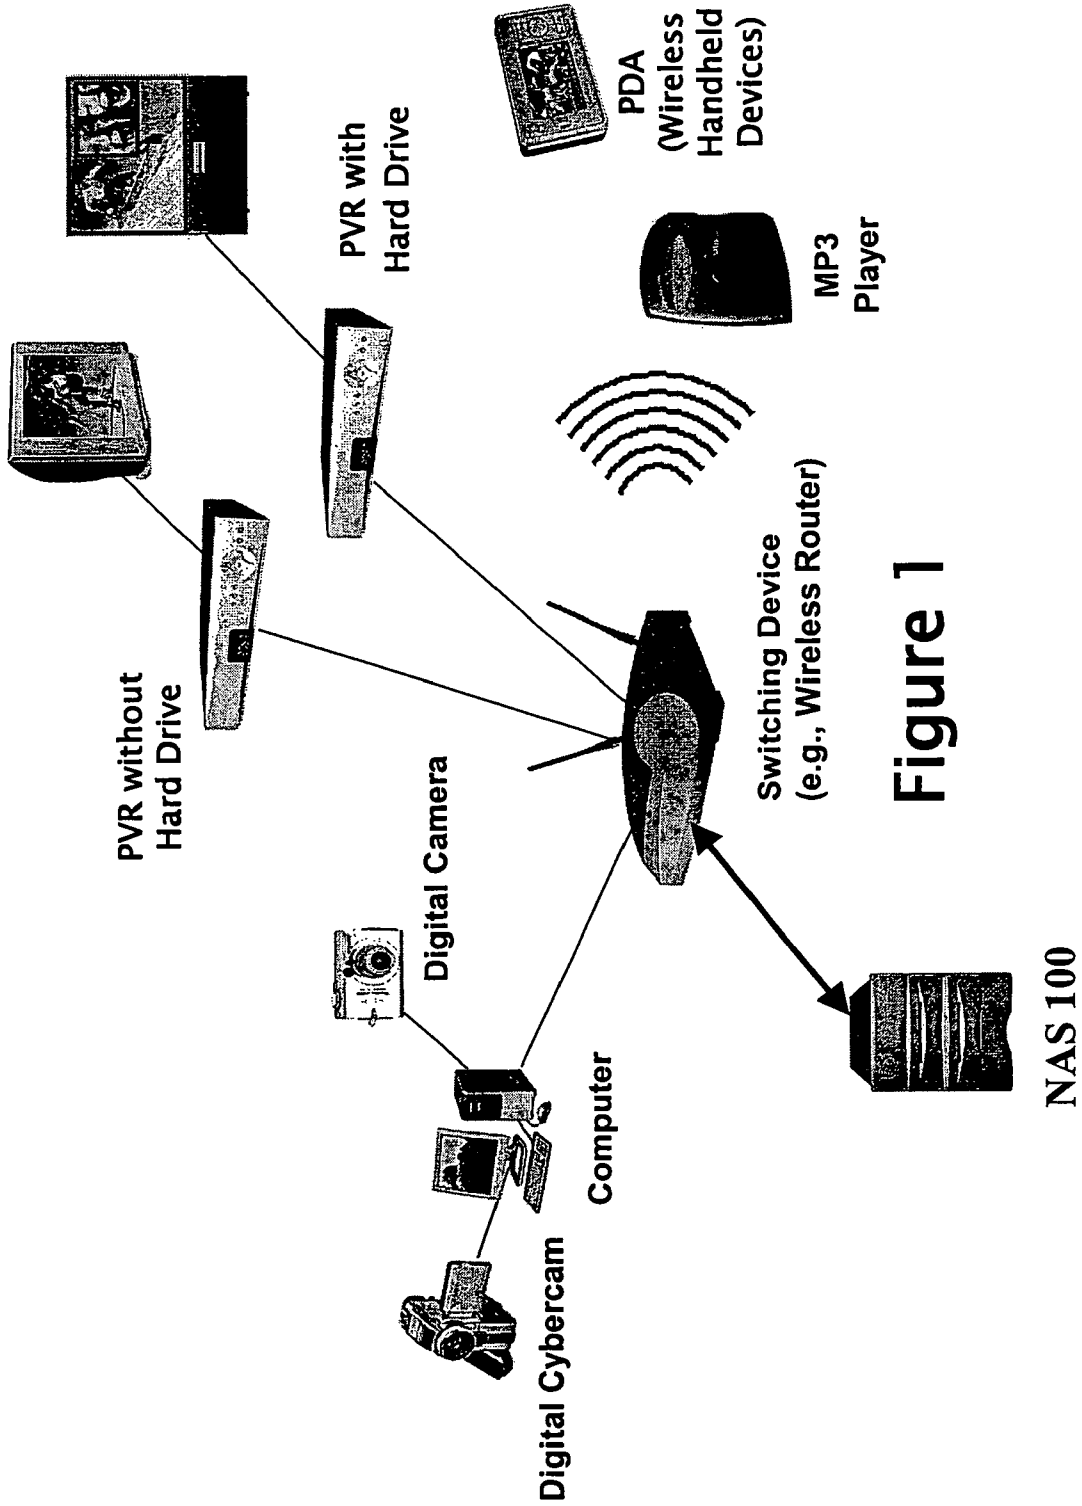 PVR without
Hard Drive
PVR with
Hard Drive
Digital Camera
Digital Cybercam
Computer
PDA
(Wireless
Handheld
Devices)
MP3
Player
Switching Device
(e.g., Wireless Router)
NAS 100
Figure 1